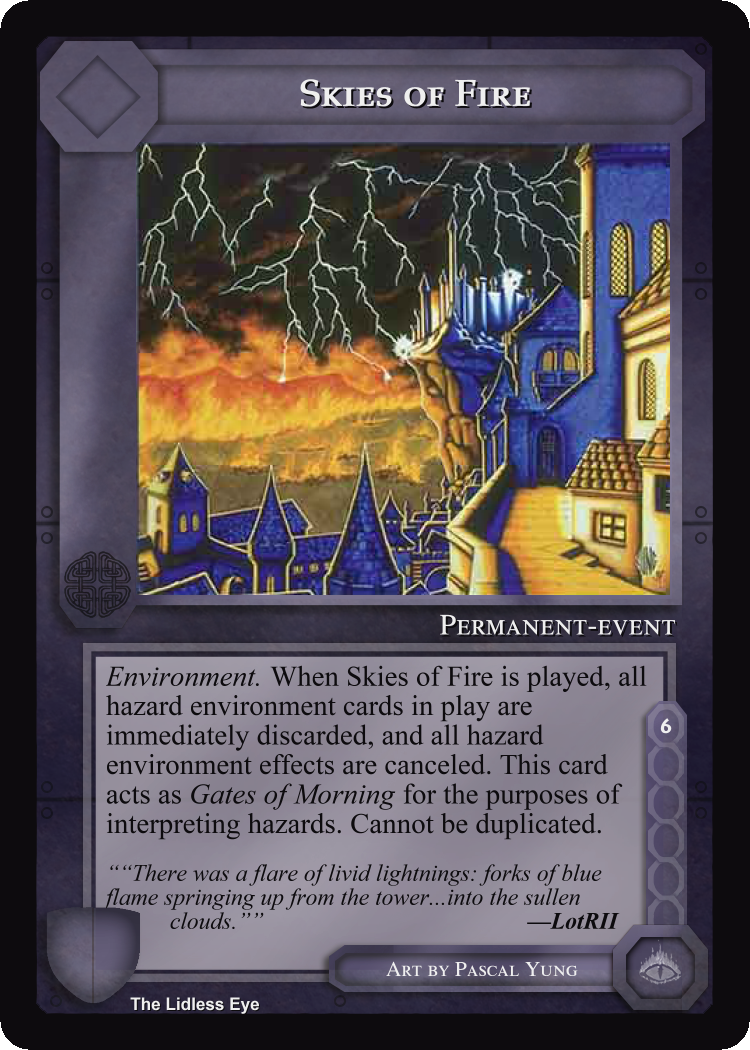 Skies of Fire
Permanent-event
Environment. When Skies of Fire is played, all
hazard environment cards in play are
immediately discarded, and all hazard
environment effects are canceled. This card
acts as Gates of Morning for the purposes of
interpreting hazards. Cannot be duplicated.
6
““There was a flare of livid lightnings: forks of blue
flame springing up from the tower...into the sullen
clouds.”” —LotRII
Art by Pascal Yung
The Lidless Eye